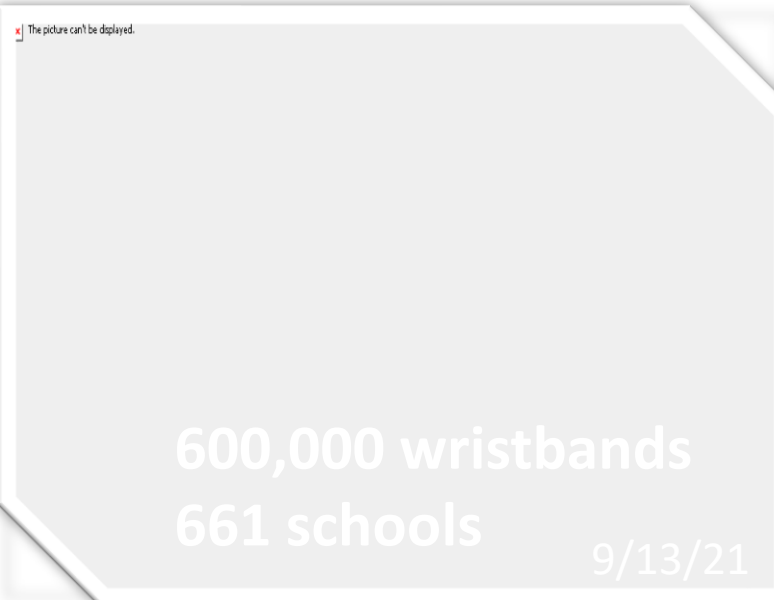 The picture can't be displayed.
600,000 wristbands
661 schools
9/13/21